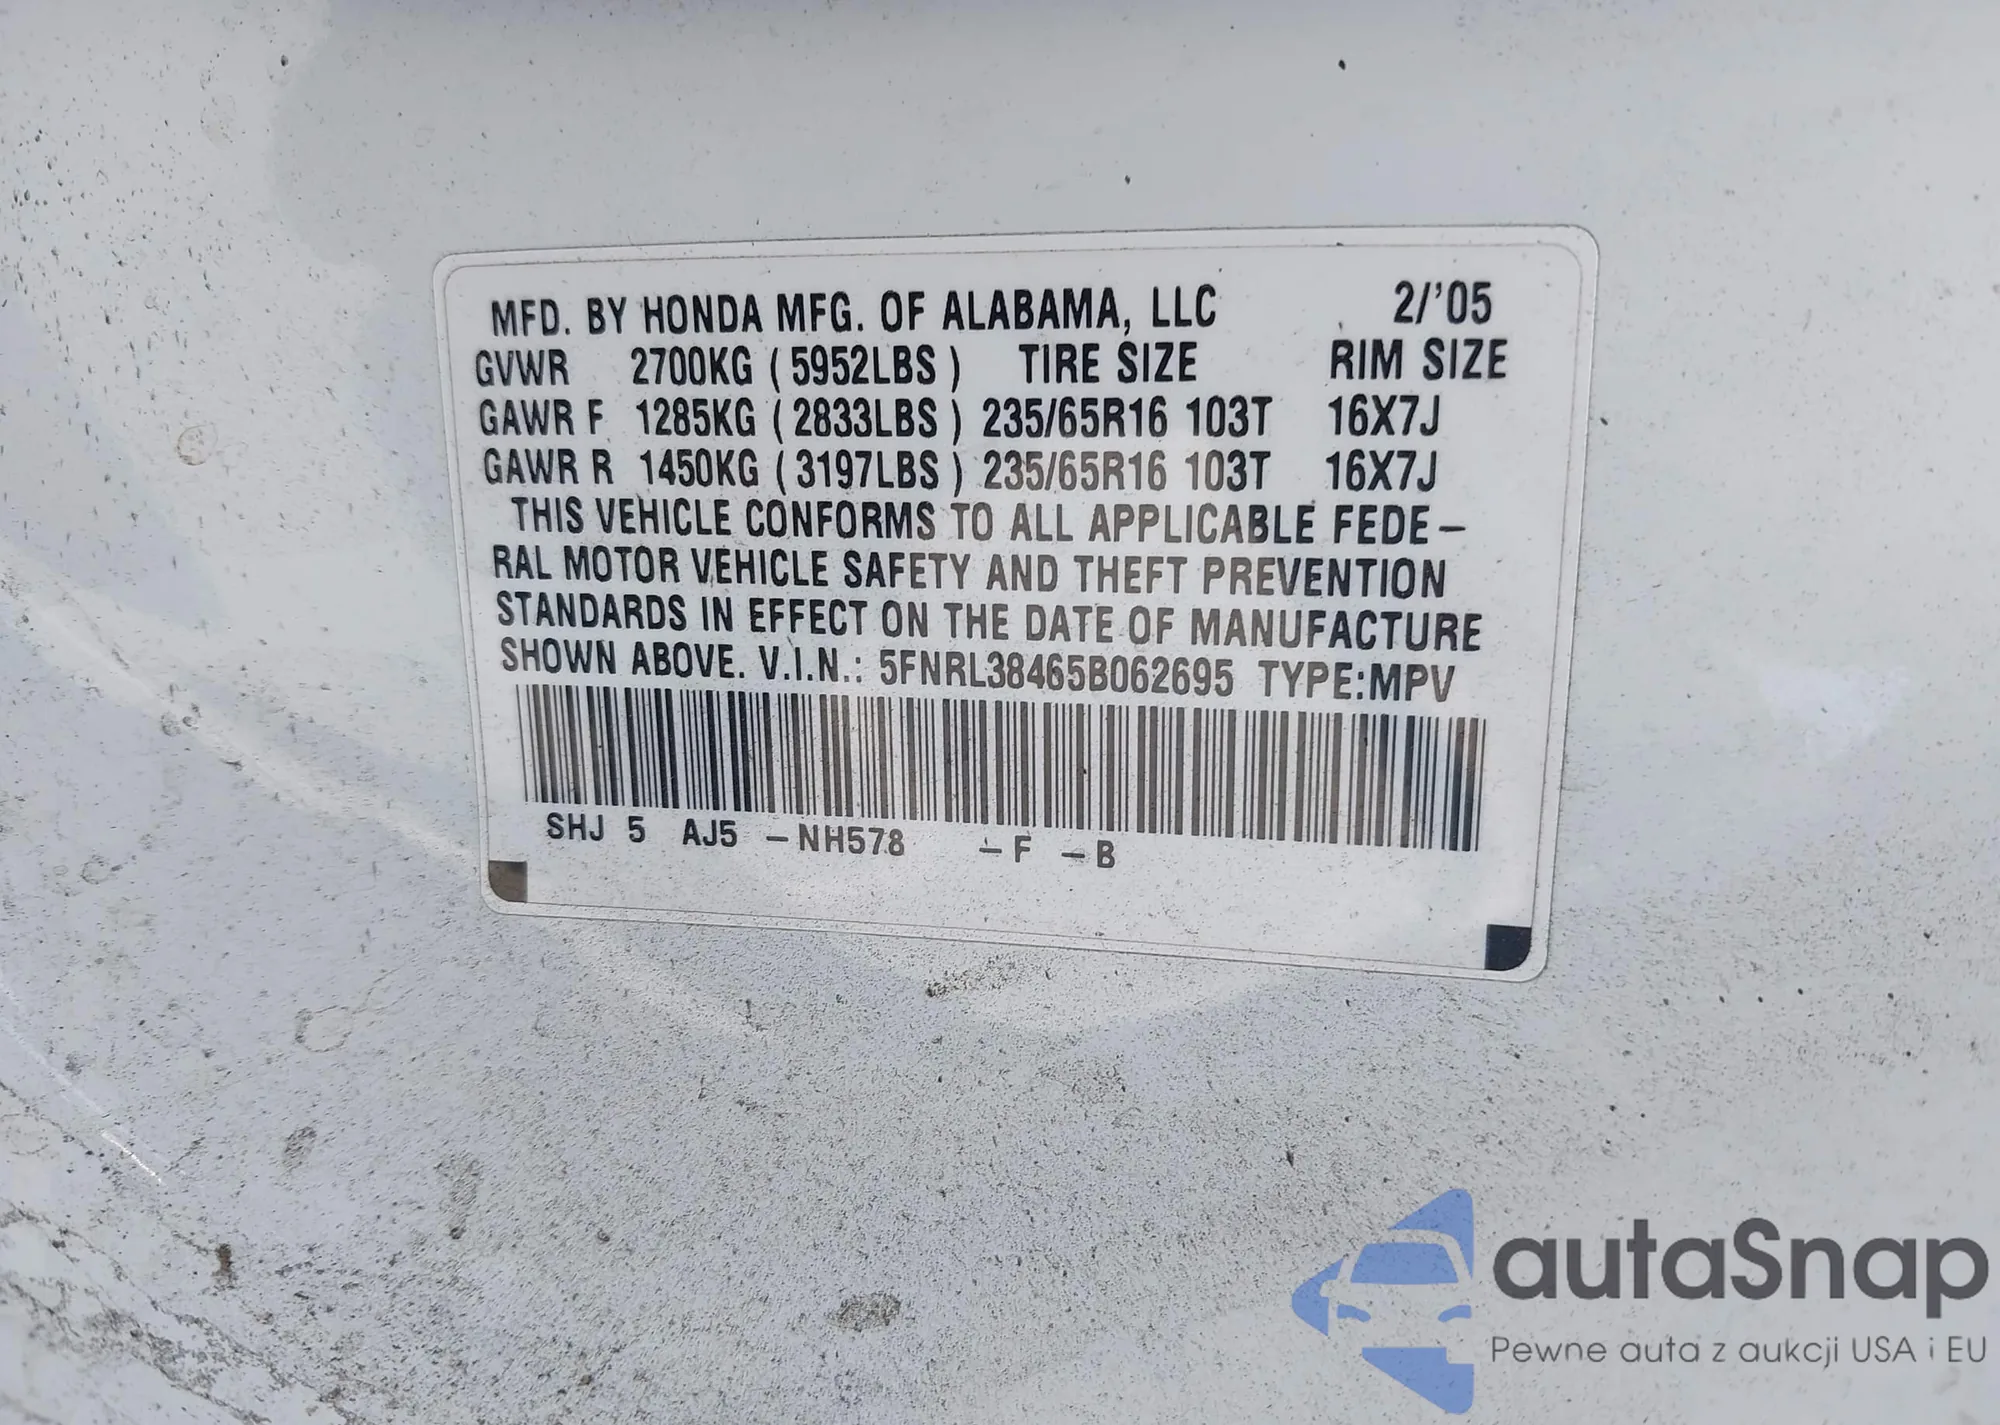 MFD. BY HONDA MFG. OF ALABAMA, LLC 2/'05
GVWR 2700KG (5952LBS) TIRE SIZE RIM SIZE
GAWR F 1285KG (2833LBS) 235/65R16 103T 16X7J
GAWR R 1450KG (3197LBS) 235/65R16 103T 16X7J
THIS VEHICLE CONFORMS TO ALL APPLICABLE FEDE-
RAL MOTOR VEHICLE SAFETY AND THEFT PREVENTION
STANDARDS IN EFFECT ON THE DATE OF MANUFACTURE
SHOWN ABOVE. V.I.N.: 5FNRL38465B062695 TYPE:MPV
SHJ 5 AJ5 -NH578 -F -B
autaSnap
Pewne auta z aukcji USA i EU